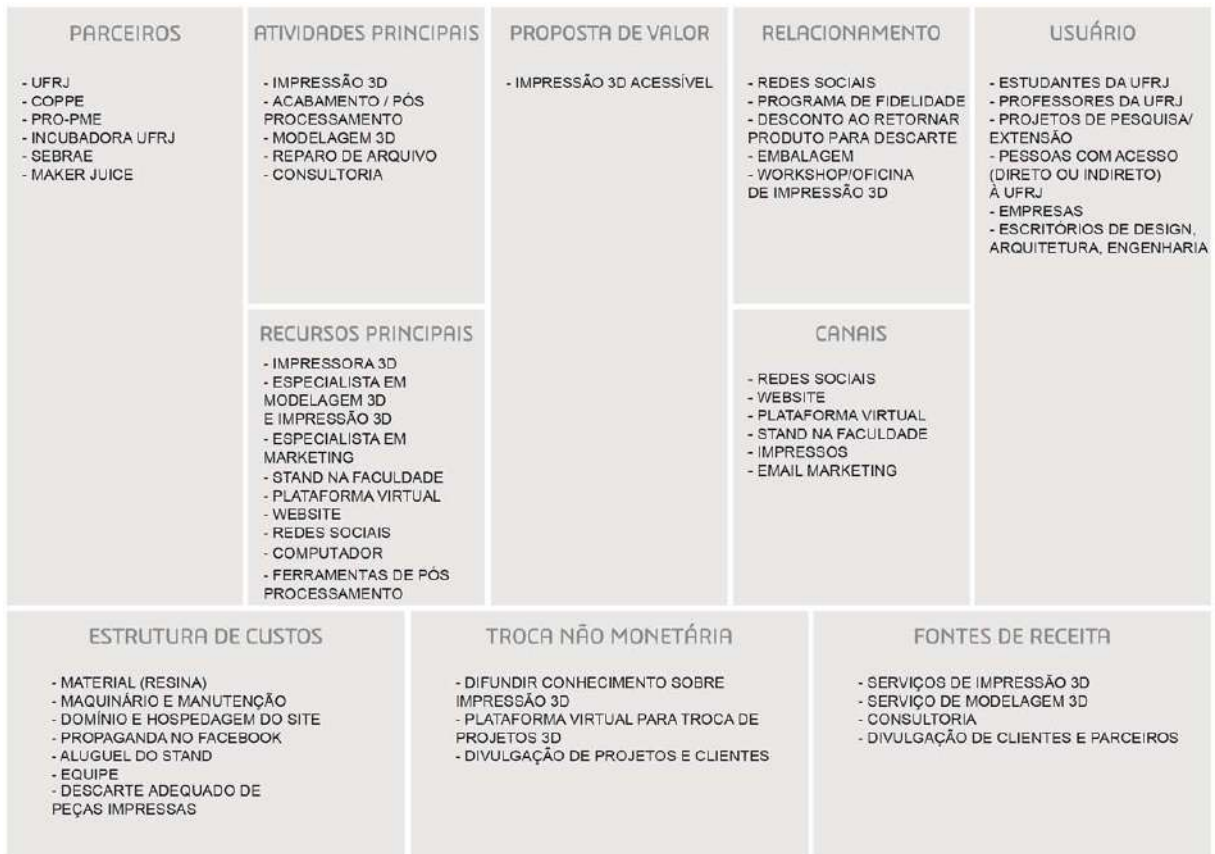 PARCEIROS
- UFRJ
- COPPE
- PRO-PME
- INCUBADORA UFRJ
- SEBRAE
- MAKER JUICE
ATIVIDADES PRINCIPAIS
- IMPRESSÃO 3D
- ACABAMENTO / PÓS
PROCESSAMENTO
- MODELAGEM 3D
- REPARO DE ARQUIVO
- CONSULTORIA
RECURSOS PRINCIPAIS
- IMPRESSORA 3D
- ESPECIALISTA EM
MODELAGEM 3D
E IMPRESSÃO 3D
- ESPECIALISTA EM
MARKETING
- STAND NA FACULDADE
- PLATAFORMA VIRTUAL
- WEBSITE
- REDES SOCIAIS
- COMPUTADOR
- FERRAMENTAS DE PÓS
PROCESSAMENTO
PROPOSTA DE VALOR
- IMPRESSÃO 3D ACESSÍVEL
RELACIONAMENTO
- REDES SOCIAIS
- PROGRAMA DE FIDELIDADE
- DESCONTO AO RETORNAR
PRODUTO PARA DESCARTE
- EMBALAGEM
- WORKSHOP/OFICINA
DE IMPRESSÃO 3D
CANAIS
- REDES SOCIAIS
- WEBSITE
- PLATAFORMA VIRTUAL
- STAND NA FACULDADE
- IMPRESSOS
- EMAIL MARKETING
USUÁRIO
- ESTUDANTES DA UFRJ
- PROFESSORES DA UFRJ
- PROJETOS DE PESQUISA/
EXTENSÃO
- PESSOAS COM ACESSO
(DIRETO OU INDIRETO)
À UFRJ
- EMPRESAS
- ESCRITÓRIOS DE DESIGN,
ARQUITETURA, ENGENHARIA
ESTRUTURA DE CUSTOS
- MATERIAL (RESINA)
- MAQUINÁRIO E MANUTENÇÃO
- DOMÍNIO E HOSPEDAGEM DO SITE
- PROPAGANDA NO FACEBOOK
- ALUGUEL DO STAND
- EQUIPE
- DESCARTE ADEQUADO DE
PEÇAS IMPRESSAS
TROCA NÃO MONETÁRIA
- DIFUNDIR CONHECIMENTO SOBRE
IMPRESSÃO 3D
- PLATAFORMA VIRTUAL PARA TROCA DE
PROJETOS 3D
- DIVULGAÇÃO DE PROJETOS E CLIENTES
FONTES DE RECEITA
- SERVIÇOS DE IMPRESSÃO 3D
- SERVIÇO DE MODELAGEM 3D
- CONSULTORIA
- DIVULGAÇÃO DE CLIENTES E PARCEIROS